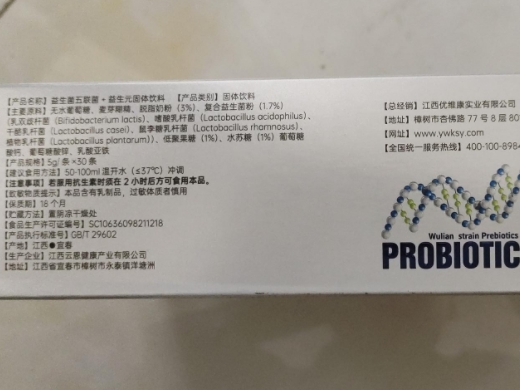 【产品名称】益生菌五联菌+益生元固体饮料 【产品类别】固体饮料
【主要原料】无水葡萄糖、麦芽糊精、脱脂奶粉（3%）、复合益生菌粉（1.7%）
（乳双歧杆菌（Bifidobacterium lactis)、嗜酸乳杆菌（Lactobacillus acidophilus)、
干酪乳杆菌（Lactobacillus casei)、鼠李糖乳杆菌（Lactobacillus rhamnosus)、
植物乳杆菌（Lactobacillus plantarum)）、低聚果糖（1%）、水苏糖（1%）葡萄糖
酸钙、葡萄糖酸锌、乳酸亚铁
【产品规格】5g/条×30条
【建议食用方法】50-100ml温开水（≤37℃）冲调
【注意事项】若服用抗生素时须在2小时后方可食用本品。
【致敏物质提示】本品含有乳制品，过敏体质者慎用
【保质期】18个月
【贮藏方法】置阴凉干燥处
【食品生产许可证编号】SC10636098211218
【产品执行标准号】GB/T 29602
【产地】江西●宜春
【生产企业】江西云恩健康产业有限公司
【地址】江西省宜春市樟树市永泰镇洋塘洲
【总经销】江西优维康实业有限公司
【地址】樟树市杏佛路77号8层80
【网址】www.ywksy.com
【全国统一服务热线】400-100-898
Wulian strain Prebiotics
PROBIOTIC